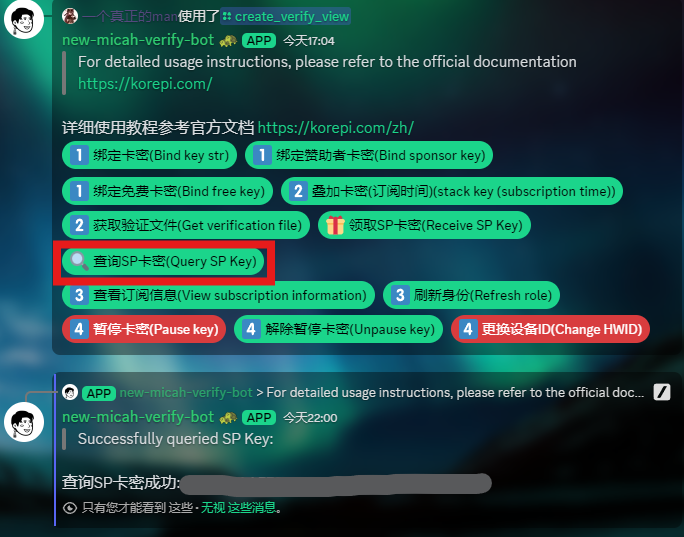 一个真正的man使用了 create_verify_view
new-micah-verify-bot APP 今天17:04
For detailed usage instructions, please refer to the official documentation
https://korepi.com/
详细使用教程参考官方文档 https://korepi.com/zh/
1 绑定卡密(Bind key str) 1 绑定赞助者卡密(Bind sponsor key)
1 绑定免费卡密(Bind free key) 2 叠加卡密(订阅时间)(stack key (subscription time))
2 获取验证文件(Get verification file) 领取SP卡密(Receive SP Key)
查询SP卡密(Query SP Key)
3 查看订阅信息(View subscription information) 3 刷新身份(Refresh role)
4 暂停卡密(Pause key) 4 解除暂停卡密(Unpause key) 4 更换设备ID(Change HWID)
APP new-micah-verify-bot > For detailed usage instructions, please refer to the official doc...
new-micah-verify-bot APP 今天22:00
Successfully queried SP Key:
查询SP卡密成功:
只有您才能看到 这些 · 无视 这些消息。